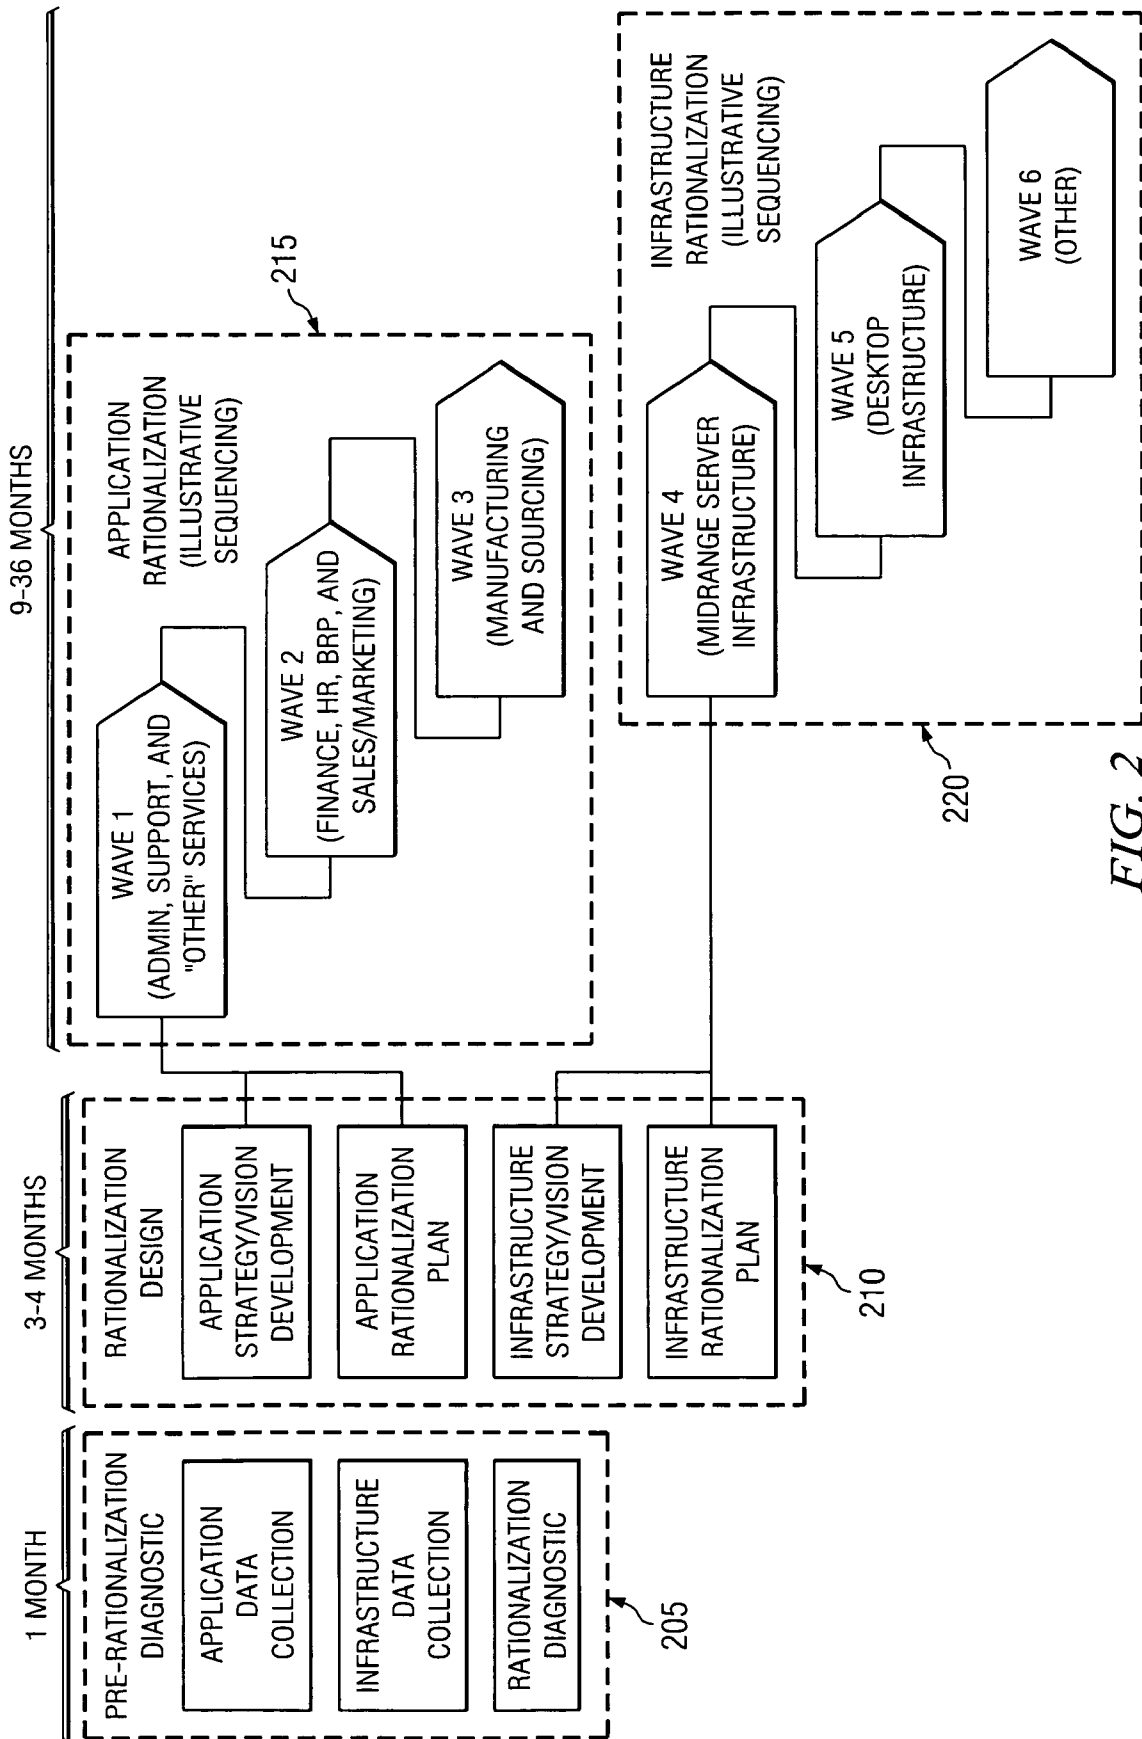 1 MONTH
3-4 MONTHS
9-36 MONTHS
PRE-RATIONALIZATION
DIAGNOSTIC
APPLICATION
DATA
COLLECTION
INFRASTRUCTURE
DATA
COLLECTION
RATIONALIZATION
DIAGNOSTIC
205
RATIONALIZATION
DESIGN
APPLICATION
STRATEGY/VISION
DEVELOPMENT
APPLICATION
RATIONALIZATION
PLAN
INFRASTRUCTURE
STRATEGY/VISION
DEVELOPMENT
INFRASTRUCTURE
RATIONALIZATION
PLAN
210
APPLICATION
RATIONALIZATION
(ILLUSTRATIVE
SEQUENCING)
215
WAVE 1
(ADMIN, SUPPORT, AND
"OTHER" SERVICES)
WAVE 2
(FINANCE, HR, BRP, AND
SALES/MARKETING)
WAVE 3
(MANUFACTURING
AND SOURCING)
INFRASTRUCTURE
RATIONALIZATION
(ILLUSTRATIVE
SEQUENCING)
WAVE 4
(MIDRANGE SERVER
INFRASTRUCTURE)
WAVE 5
(DESKTOP
INFRASTRUCTURE)
WAVE 6
(OTHER)
220
FIG. 2